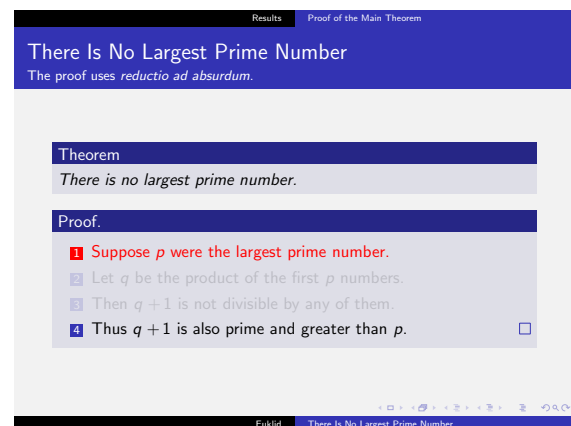 Results Proof of the Main Theorem
There Is No Largest Prime Number
The proof uses reductio ad absurdum.
Theorem
There is no largest prime number.
Proof.
1 Suppose p were the largest prime number.
2 Let q be the product of the first p numbers.
3 Then q + 1 is not divisible by any of them.
4 Thus q + 1 is also prime and greater than p. □
Euklid There Is No Largest Prime Number